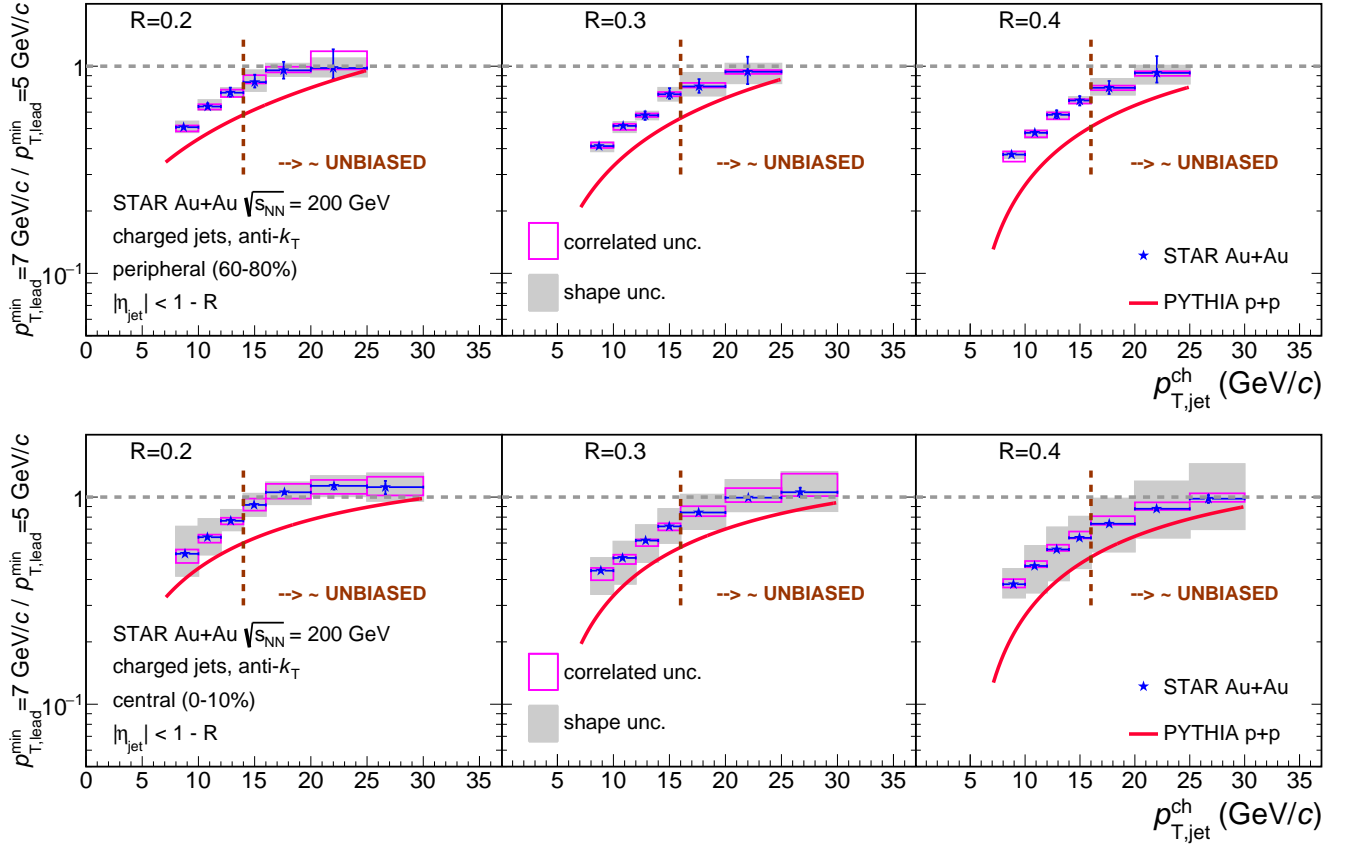 p_T,lead^min =7 GeV/c / p_T,lead^min =5 GeV/c
R=0.2
R=0.3
R=0.4
1
10^−1
--> ~ UNBIASED
--> ~ UNBIASED
--> ~ UNBIASED
STAR Au+Au √s_NN = 200 GeV
charged jets, anti-k_T
peripheral (60-80%)
|η_jet| < 1 - R
correlated unc.
shape unc.
STAR Au+Au
PYTHIA p+p
0 5 10 15 20 25 30 35
0 5 10 15 20 25 30 35
0 5 10 15 20 25 30 35
p_T,jet^ch (GeV/c)
p_T,lead^min =7 GeV/c / p_T,lead^min =5 GeV/c
R=0.2
R=0.3
R=0.4
1
10^−1
--> ~ UNBIASED
--> ~ UNBIASED
--> ~ UNBIASED
STAR Au+Au √s_NN = 200 GeV
charged jets, anti-k_T
central (0-10%)
|η_jet| < 1 - R
correlated unc.
shape unc.
STAR Au+Au
PYTHIA p+p
0 5 10 15 20 25 30 35
0 5 10 15 20 25 30 35
0 5 10 15 20 25 30 35
p_T,jet^ch (GeV/c)